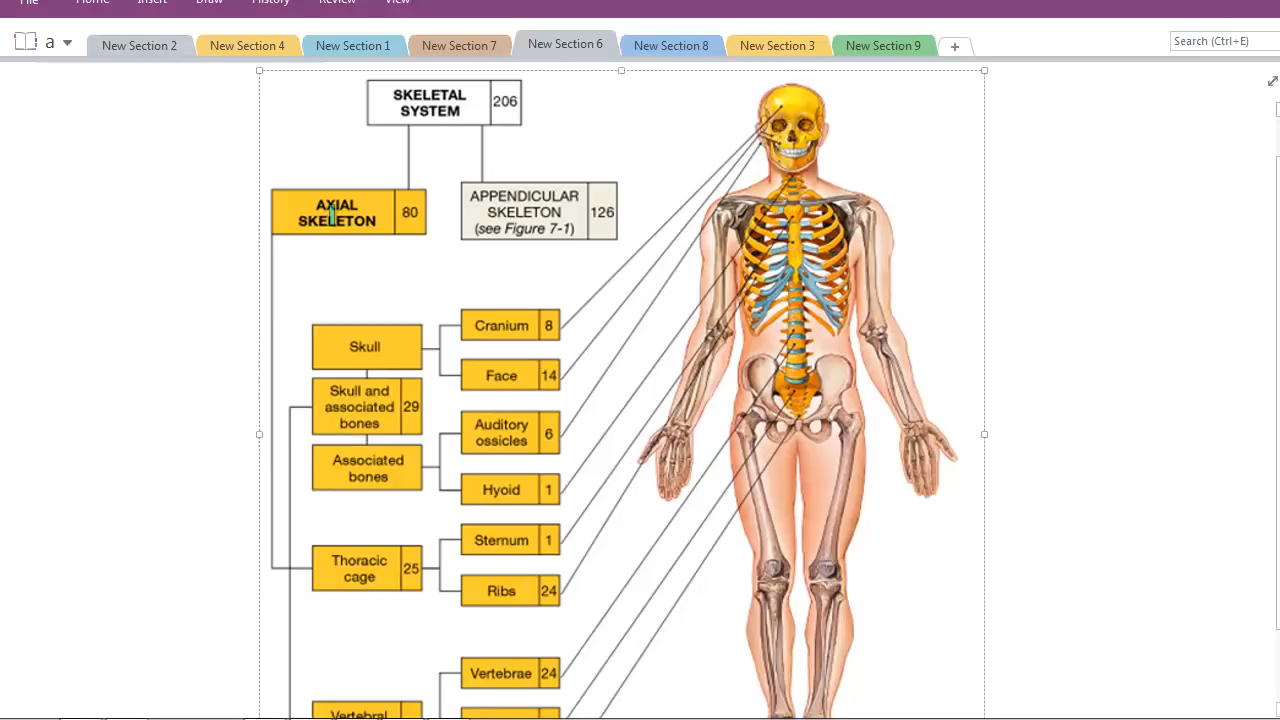 File Home Insert Draw History Review View
a
New Section 2 New Section 4 New Section 1 New Section 7 New Section 6 New Section 8 New Section 3 New Section 9 +
Search (Ctrl+E)
SKELETAL
SYSTEM
206
AXIAL
SKELETON
80
APPENDICULAR
SKELETON
(see Figure 7-1)
126
Cranium 8
Skull
Face 14
Skull and
associated
bones
29
Auditory
ossicles
6
Associated
bones
Hyoid 1
Sternum 1
Thoracic
cage
25
Ribs 24
Vertebrae 24
Vertebral